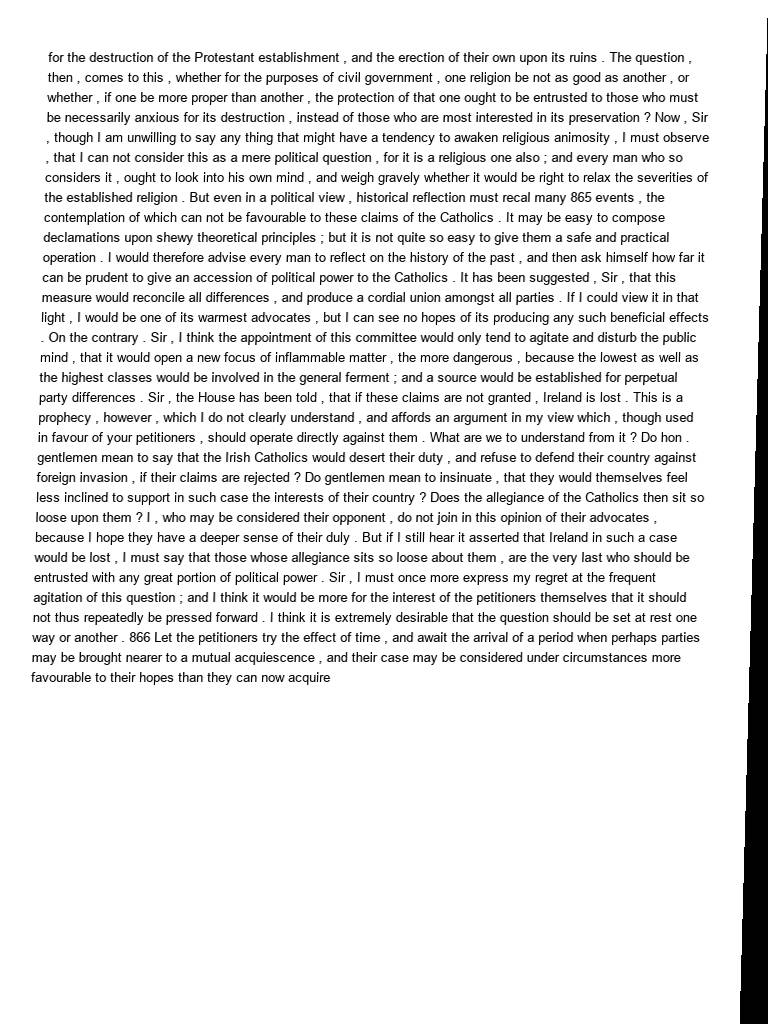 for the destruction of the Protestant establishment , and the erection of their own upon its ruins . The question ,
then , comes to this , whether for the purposes of civil government , one religion be not as good as another , or
whether , if one be more proper than another , the protection of that one ought to be entrusted to those who must
be necessarily anxious for its destruction , instead of those who are most interested in its preservation ? Now , Sir
, though I am unwilling to say any thing that might have a tendency to awaken religious animosity , I must observe
, that I can not consider this as a mere political question , for it is a religious one also ; and every man who so
considers it , ought to look into his own mind , and weigh gravely whether it would be right to relax the severities of
the established religion . But even in a political view , historical reflection must recal many 865 events , the
contemplation of which can not be favourable to these claims of the Catholics . It may be easy to compose
declamations upon shewy theoretical principles ; but it is not quite so easy to give them a safe and practical
operation . I would therefore advise every man to reflect on the history of the past , and then ask himself how far it
can be prudent to give an accession of political power to the Catholics . It has been suggested , Sir , that this
measure would reconcile all differences , and produce a cordial union amongst all parties . If I could view it in that
light , I would be one of its warmest advocates , but I can see no hopes of its producing any such beneficial effects
. On the contrary . Sir , I think the appointment of this committee would only tend to agitate and disturb the public
mind , that it would open a new focus of inflammable matter , the more dangerous , because the lowest as well as
the highest classes would be involved in the general ferment ; and a source would be established for perpetual
party differences . Sir , the House has been told , that if these claims are not granted , Ireland is lost . This is a
prophecy , however , which I do not clearly understand , and affords an argument in my view which , though used
in favour of your petitioners , should operate directly against them . What are we to understand from it ? Do hon .
gentlemen mean to say that the Irish Catholics would desert their duty , and refuse to defend their country against
foreign invasion , if their claims are rejected ? Do gentlemen mean to insinuate , that they would themselves feel
less inclined to support in such case the interests of their country ? Does the allegiance of the Catholics then sit so
loose upon them ? I , who may be considered their opponent , do not join in this opinion of their advocates ,
because I hope they have a deeper sense of their duly . But if I still hear it asserted that Ireland in such a case
would be lost , I must say that those whose allegiance sits so loose about them , are the very last who should be
entrusted with any great portion of political power . Sir , I must once more express my regret at the frequent
agitation of this question ; and I think it would be more for the interest of the petitioners themselves that it should
not thus repeatedly be pressed forward . I think it is extremely desirable that the question should be set at rest one
way or another . 866 Let the petitioners try the effect of time , and await the arrival of a period when perhaps parties
may be brought nearer to a mutual acquiescence , and their case may be considered under circumstances more
favourable to their hopes than they can now acquire